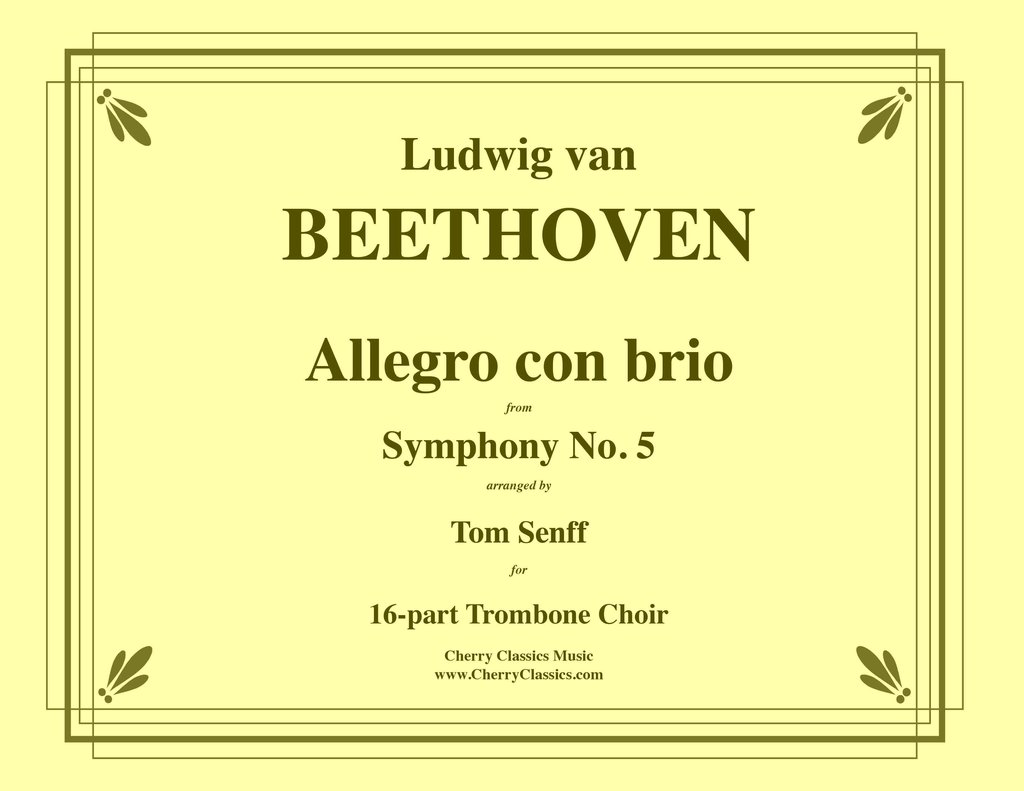 Ludwig van
BEETHOVEN
Allegro con brio
from
Symphony No. 5
arranged by
Tom Senff
for
16-part Trombone Choir
Cherry Classics Music
www.CherryClassics.com